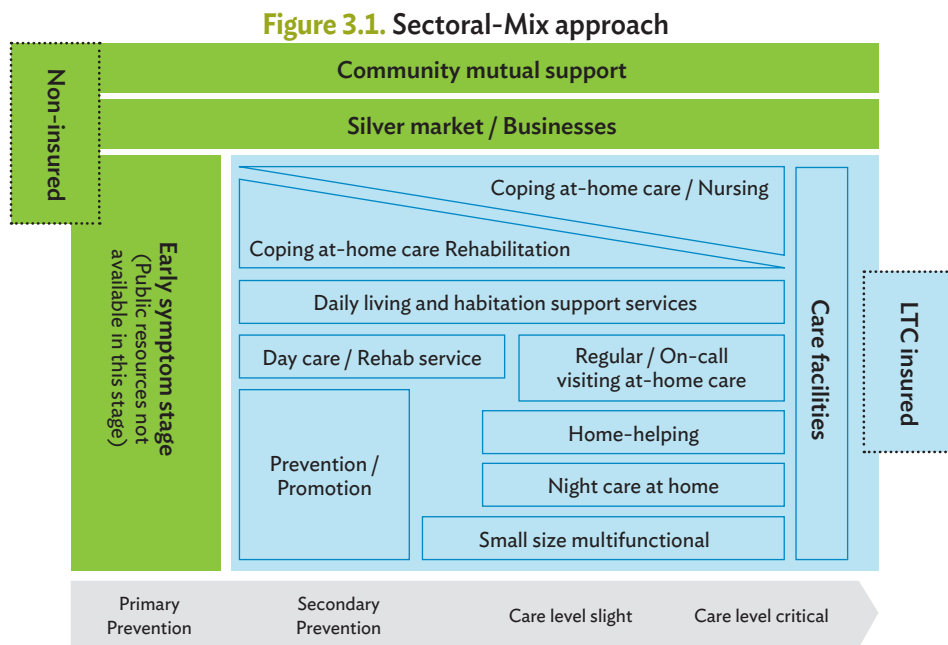 Figure 3.1. Sectoral-Mix approach
Non-insured
Community mutual support
Silver market / Businesses
Early symptom stage
(Public resources not
available in this stage)
Coping at-home care / Nursing
Coping at-home care Rehabilitation
Daily living and habitation support services
Day care / Rehab service
Regular / On-call
visiting at-home care
Prevention /
Promotion
Home-helping
Night care at home
Small size multifunctional
Care facilities
LTC insured
Primary
Prevention
Secondary
Prevention
Care level slight
Care level critical